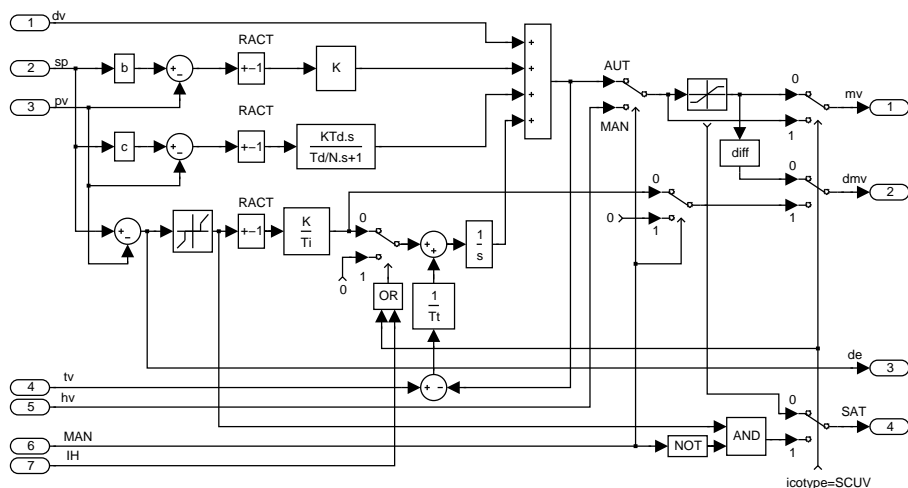 1 dv
2 sp
3 pv
b
+
−
RACT
+−1
K
c
+
−
RACT
+−1
KTd.s
Td/N.s+1
+
−
RACT
+−1
K
Ti
0
1
0
OR
+
+
1
s
1
Tt
+
+
+
+
AUT
MAN
0
1
mv
1
diff
0
1
dmv
2
0
0
1
de
3
4 tv
+
−
5 hv
6 MAN
7 IH
NOT
AND
0
1
SAT
4
icotype=SCUV